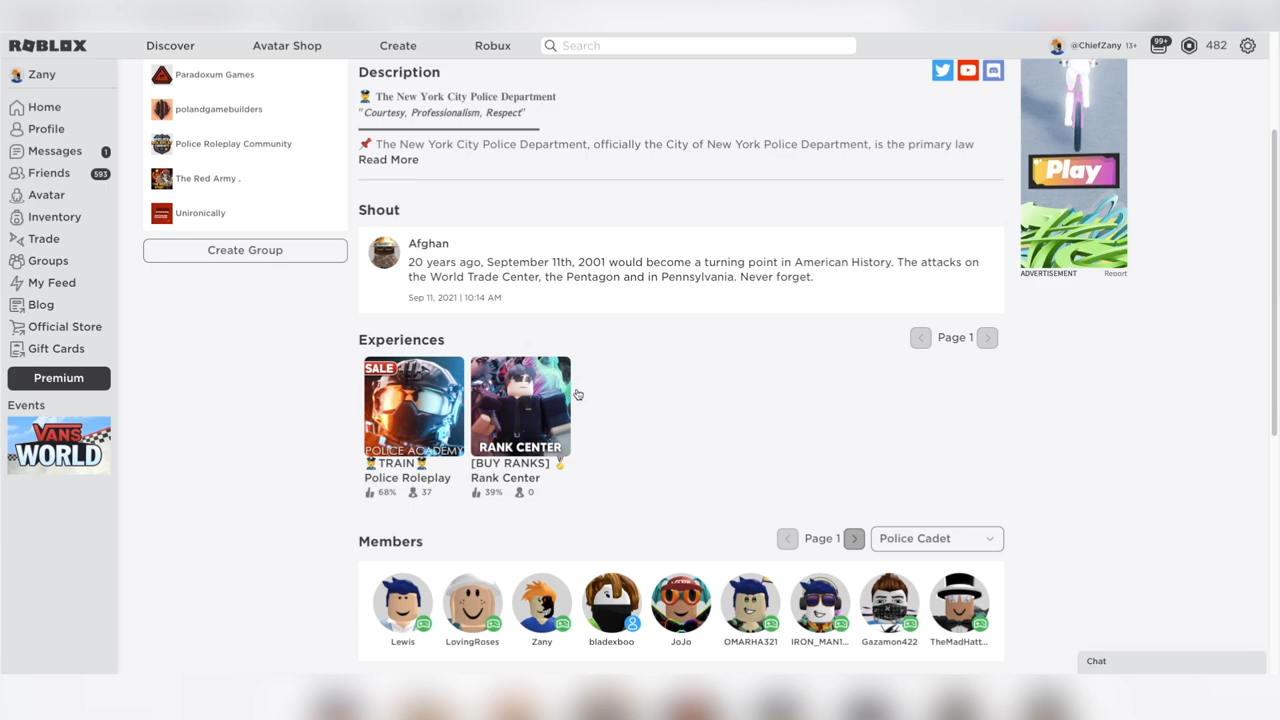 ROBLOX
Discover
Avatar Shop
Create
Robux
Search
@ChiefZany 13+
99+
482
Zany
Home
Profile
Messages 1
Friends 593
Avatar
Inventory
Trade
Groups
My Feed
Blog
Official Store
Gift Cards
Premium
Events
VANS
WORLD
Paradoxum Games
polandgamebuilders
Police Roleplay Community
The Red Army .
Unironically
Create Group
Description
The New York City Police Department
"Courtesy, Professionalism, Respect"
The New York City Police Department, officially the City of New York Police Department, is the primary law
Read More
Shout
Afghan
20 years ago, September 11th, 2001 would become a turning point in American History. The attacks on
the World Trade Center, the Pentagon and in Pennsylvania. Never forget.
Sep 11, 2021 | 10:14 AM
Experiences
Page 1
SALE
POLICE ACADEMY
RANK CENTER
TRAIN
Police Roleplay
68% 37
[BUY RANKS]
Rank Center
39% 0
Members
Page 1
Police Cadet
Lewis
LovingRoses
Zany
bladexboo
JoJo
OMARHA321
IRON_MAN1...
Gazamon422
TheMadHatt...
Play
ADVERTISEMENT
Report
Chat